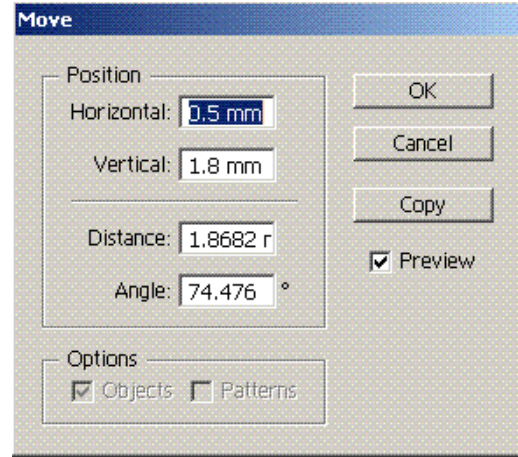 Move
Position
Horizontal: 0.5 mm
Vertical: 1.8 mm
Distance: 1.8682 r
Angle: 74.476 °
OK
Cancel
Copy
Preview
Options
Objects Patterns